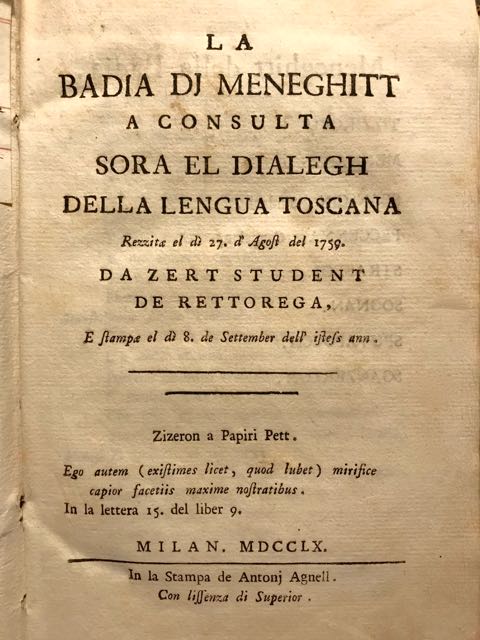 LA
BADIA DJ MENEGHITT
A CONSULTA
SORA EL DIALEGH
DELLA LENGUA TOSCANA
Rezzitæ el dì 27. d' Agoſt del 1759.
DA ZERT STUDENT
DE RETTOREGA,
E ſtampæ el dì 8. de Settember dell' iſteſs ann.
Zizeron a Papiri Pett.
Ego autem (exiſtimes licet, quod lubet) mirifice
capior facetiis maxime noſtratibus.
In la lettera 15. del liber 9.
MILAN. MDCCLX.
In la Stampa de Antonj Agnell.
Con liſſenza di Superior.